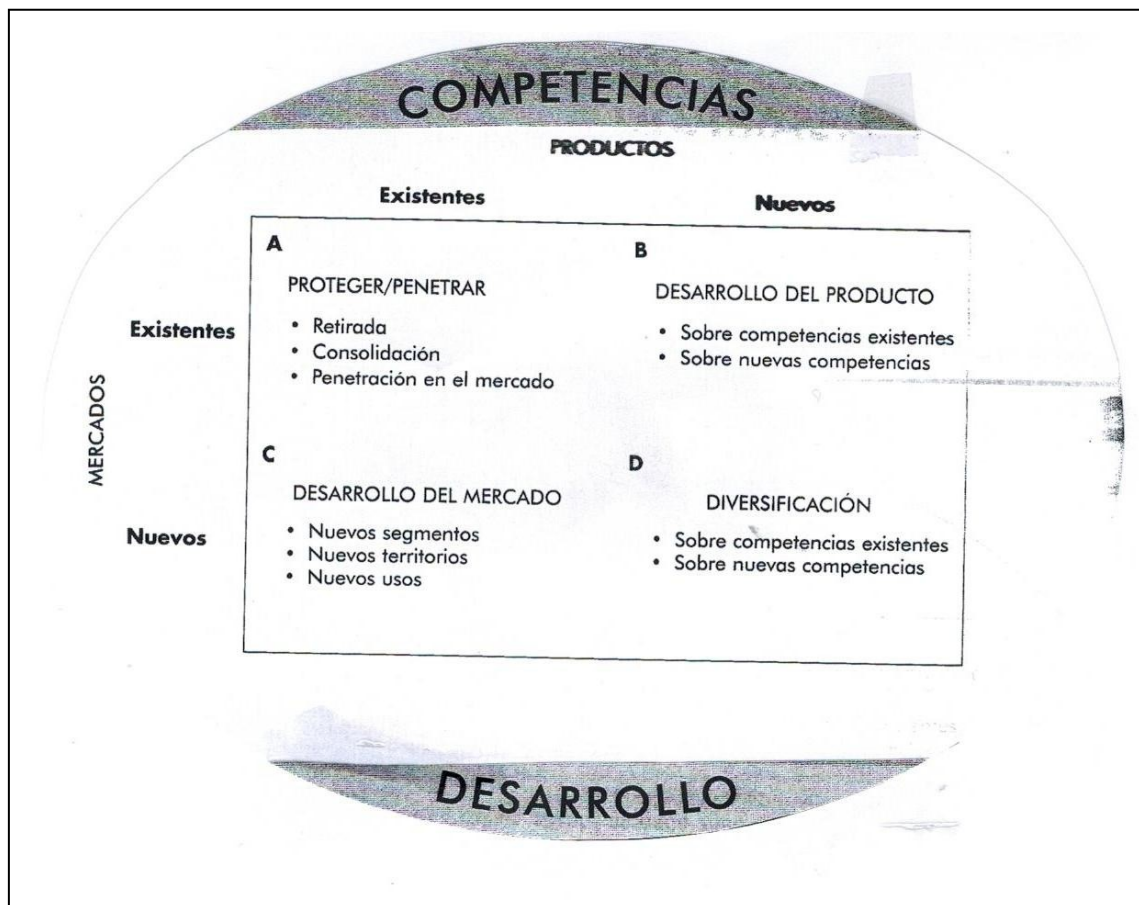 COMPETENCIAS
PRODUCTOS
Existentes
Nuevos
A
PROTEGER/PENETRAR
• Retirada
• Consolidación
• Penetración en el mercado
B
DESARROLLO DEL PRODUCTO
• Sobre competencias existentes
• Sobre nuevas competencias
Existentes
MERCADOS
Nuevos
C
DESARROLLO DEL MERCADO
• Nuevos segmentos
• Nuevos territorios
• Nuevos usos
D
DIVERSIFICACIÓN
• Sobre competencias existentes
• Sobre nuevas competencias
DESARROLLO